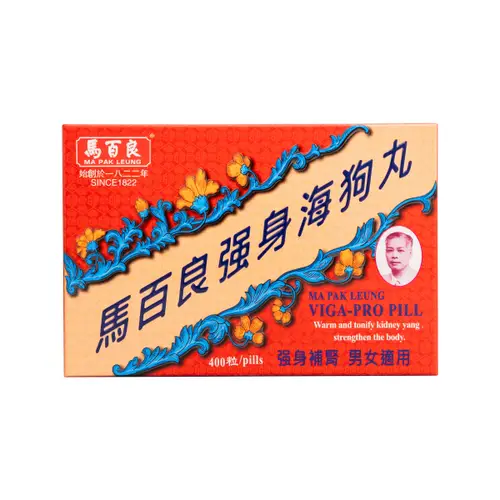 馬百良®
MA PAK LEUNG
始創於一八二二年
SINCE1822
馬百良强身海狗丸
MA PAK LEUNG
VIGA-PRO PILL
Warm and tonify kidney yang ,
strengthen the body.
400粒/pills
强身補腎 男女適用